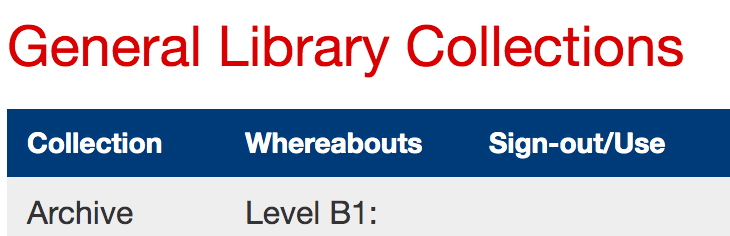 General Library Collections
Collection Whereabouts Sign-out/Use
Archive Level B1: